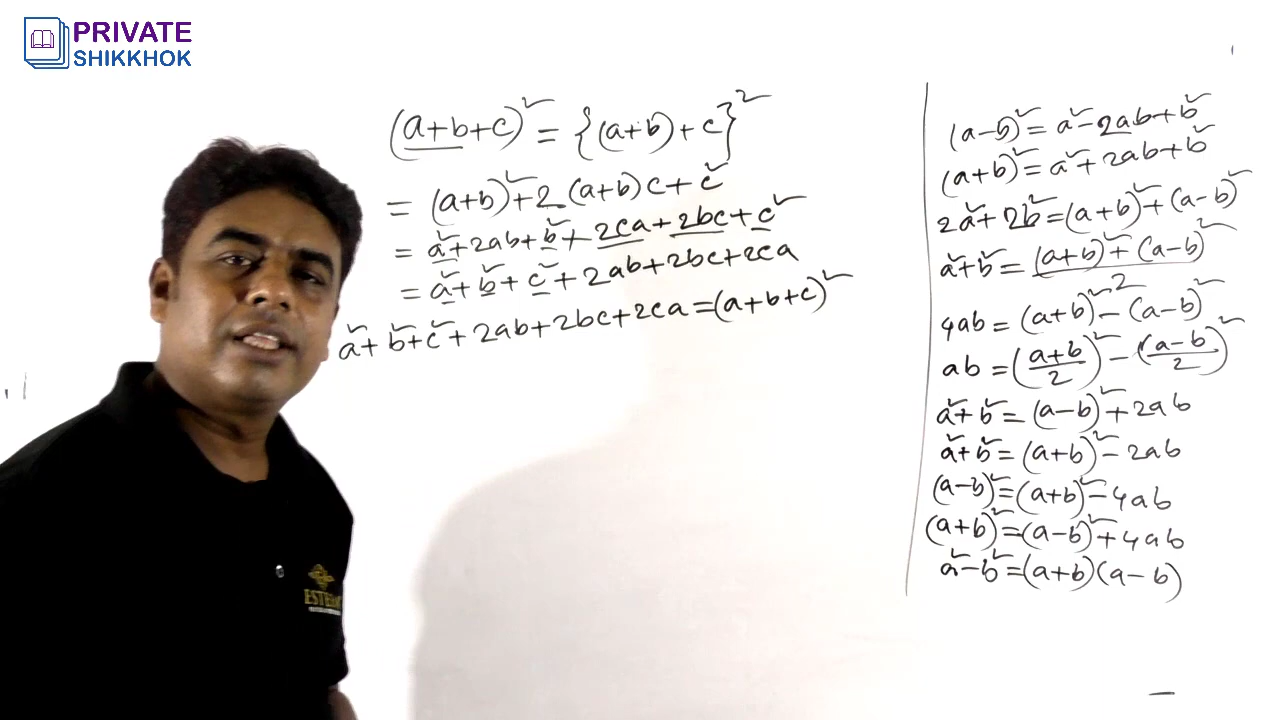 PRIVATE
SHIKKHOK
(a+b+c)² = {(a+b)+c}²
= (a+b)²+2 (a+b)c+c²
= a²+2ab+b²+2ca+2bc+c²
= a²+b²+c²+2ab+2bc+2ca
a²+b²+c²+2ab+2bc+2ca=(a+b+c)²
(a-b)² = a²-2ab+b²
(a+b)² = a²+2ab+b²
2a²+2b²=(a+b)²+(a-b)²
a²+b² = (a+b)²+(a-b)²
2
4ab = (a+b)²-(a-b)²
ab = (a+b/2)² - (a-b/2)²
a²+b² = (a-b)²+2ab
a²+b² = (a+b)²-2ab
(a-b)²=(a+b)²-4ab
(a+b)²=(a-b)²+4ab
a²-b²=(a+b)(a-b)